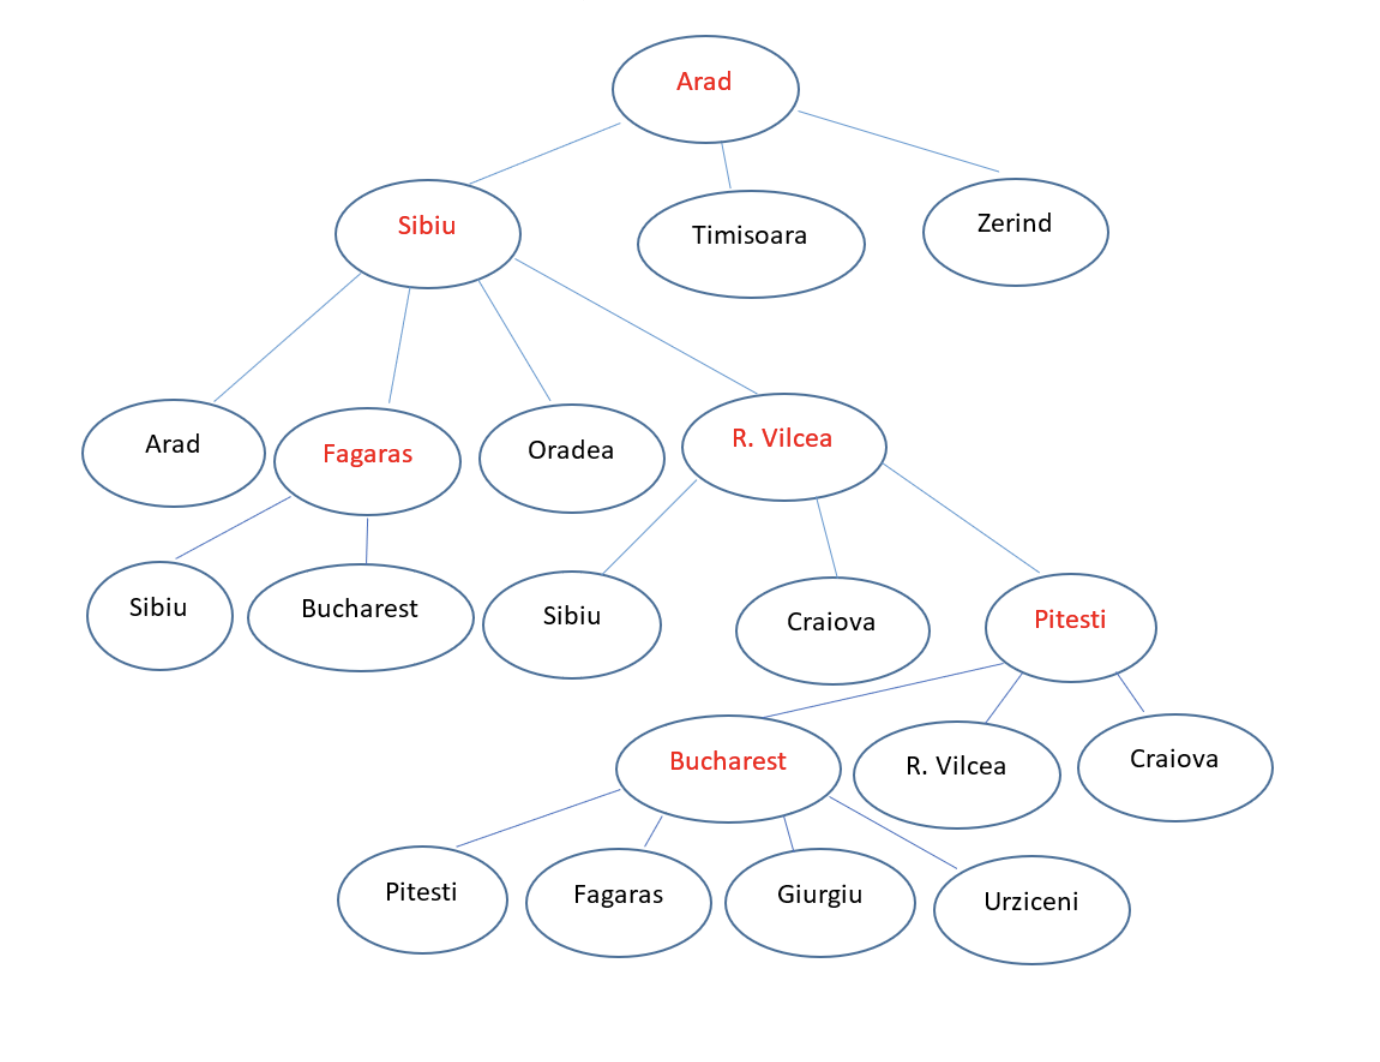 Arad
Sibiu
Timisoara
Zerind
Arad
Fagaras
Oradea
R. Vilcea
Sibiu
Bucharest
Sibiu
Craiova
Pitesti
Bucharest
R. Vilcea
Craiova
Pitesti
Fagaras
Giurgiu
Urziceni